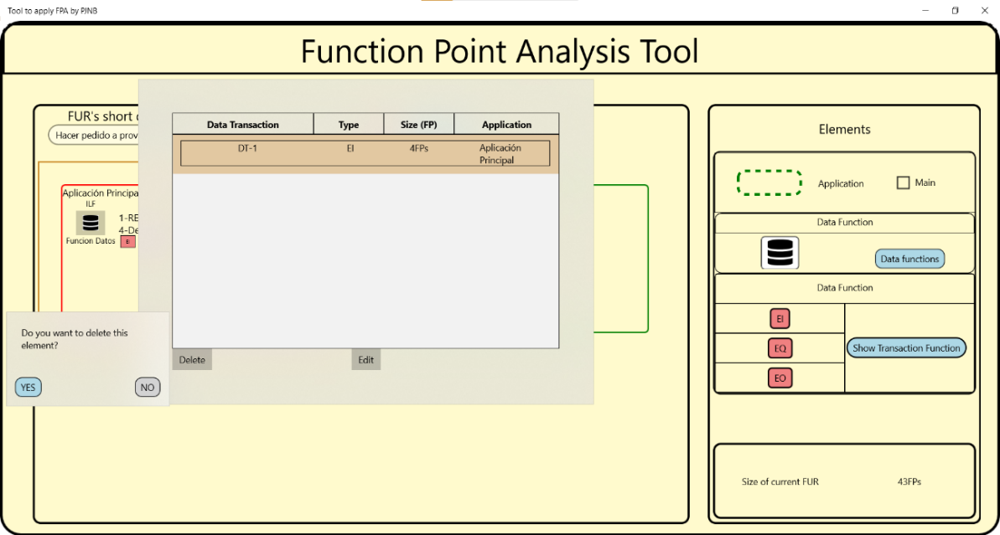 Tool to apply FPA by PJNB
Function Point Analysis Tool
FUR's short
Hacer pedido a prov
Aplicación Principa
ILF
1-RE
4-De
Funcion Datos
E
Data Transaction Type Size (FP) Application
DT-1 EI 4FPs Aplicación
Principal
Delete Edit
Do you want to delete this
element?
YES NO
Elements
Application Main
Data Function
Data functions
Data Function
EI
EQ Show Transaction Function
EO
Size of current FUR 43FPs